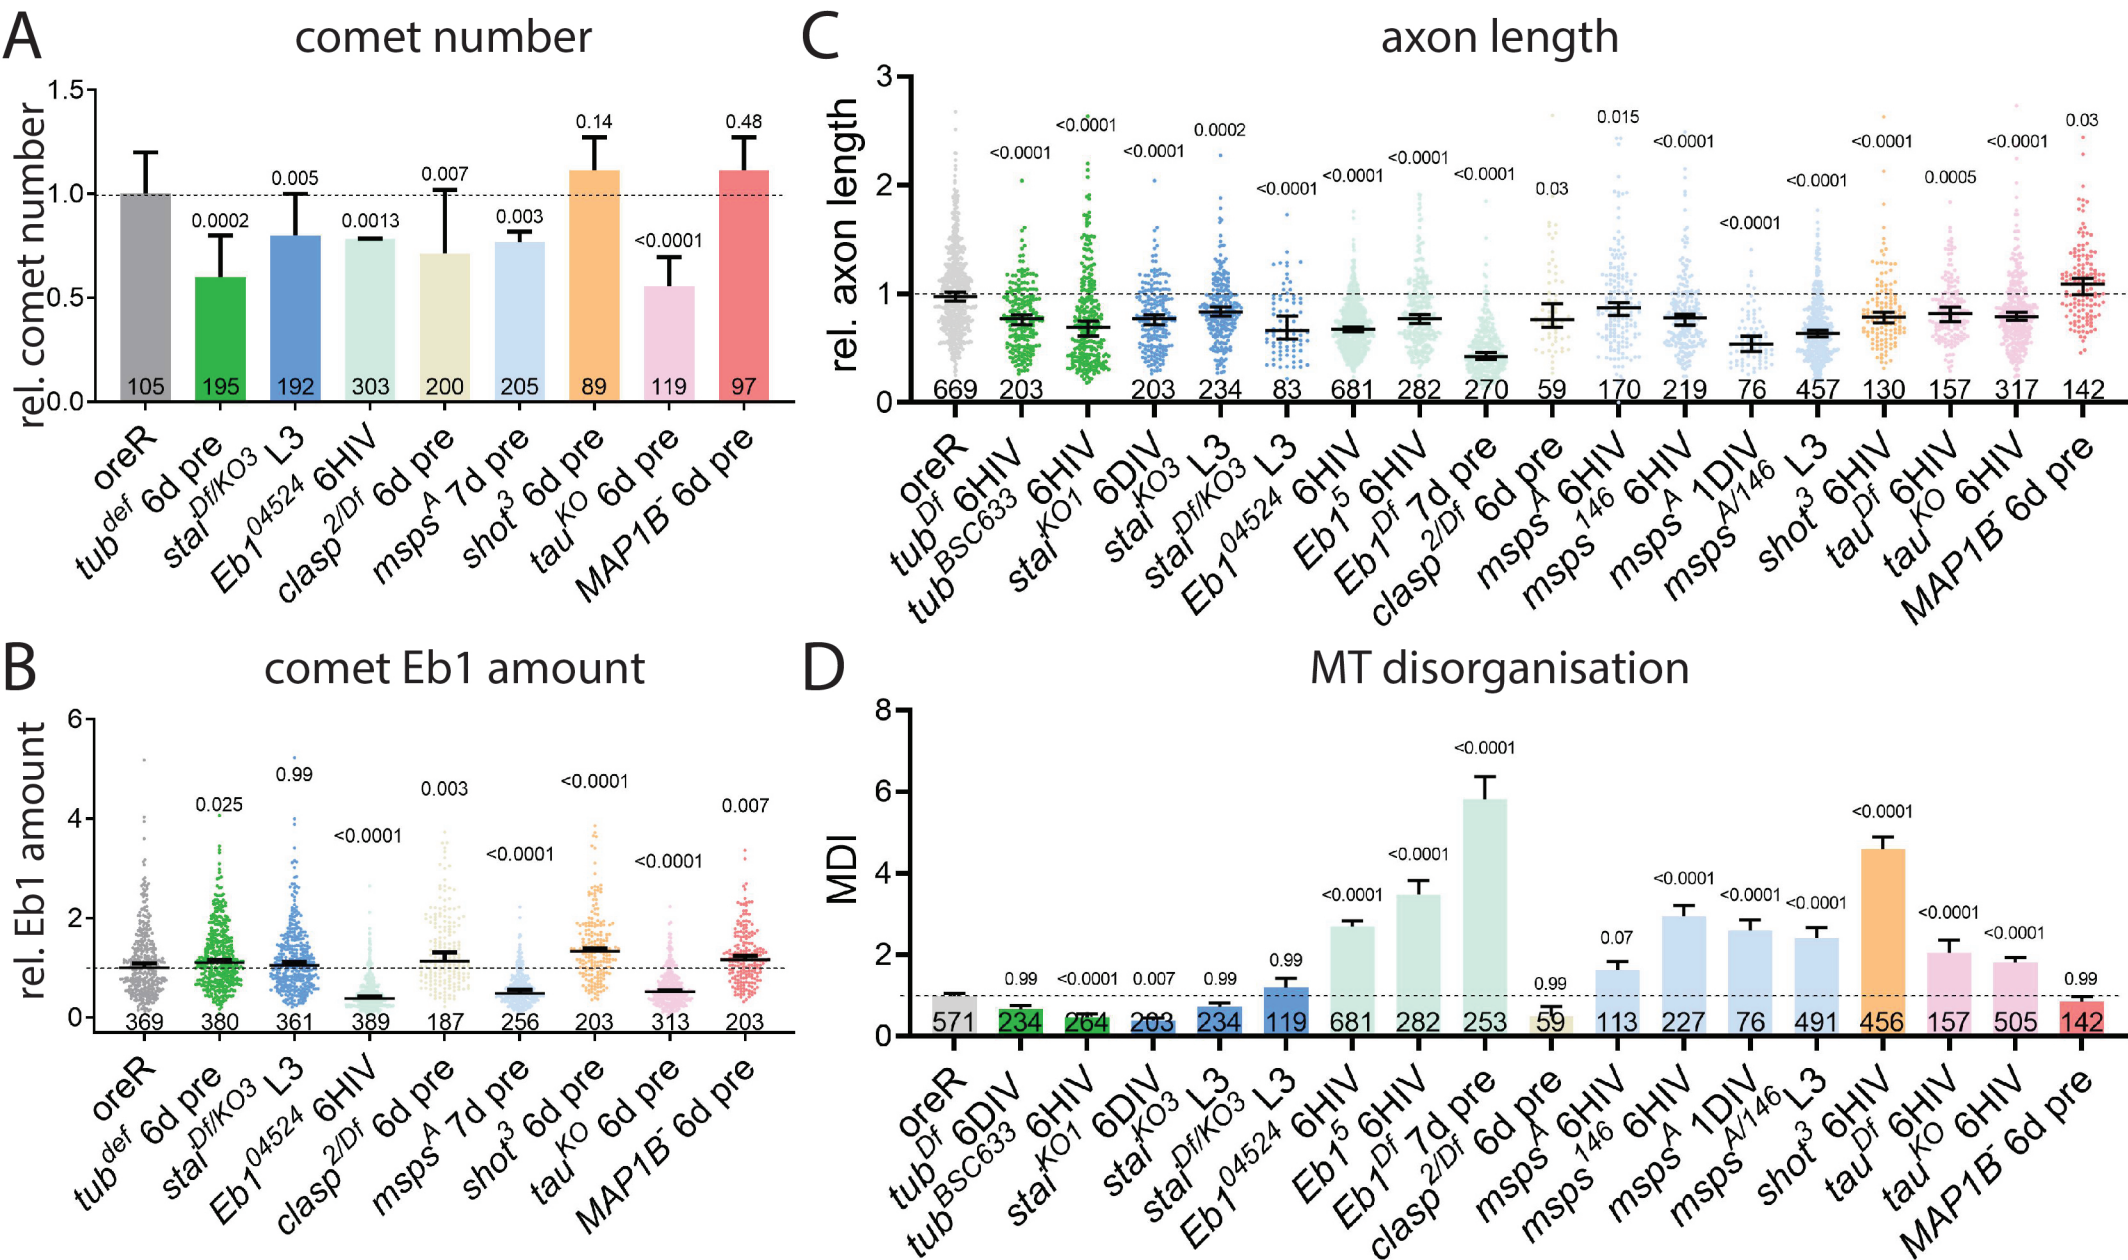 A
comet number
rel. comet number
1.5
1.0
0.5
0.0
0.0002
0.005
0.0013
0.007
0.003
0.14
<0.0001
0.48
105 195 192 303 200 205 89 119 97
oreR
tub^def 6d pre
stai^Df/KO3 L3
Eb1^04524 6HIV
clasp^2/Df 6d pre
msps^A 7d pre
shot^3 6d pre
tau^KO 6d pre
MAP1B^- 6d pre
B
comet Eb1 amount
rel. Eb1 amount
6
4
2
0
0.025
0.99
<0.0001
0.003
<0.0001
<0.0001
<0.0001
0.007
369 380 361 389 187 256 203 313 203
oreR
tub^def 6d pre
stai^Df/KO3 L3
Eb1^04524 6HIV
clasp^2/Df 6d pre
msps^A 7d pre
shot^3 6d pre
tau^KO 6d pre
MAP1B^- 6d pre
C
axon length
rel. axon length
3
2
1
0
<0.0001
<0.0001
<0.0001
0.0002
<0.0001
<0.0001
<0.0001
<0.0001
0.03
0.015
<0.0001
<0.0001
<0.0001
<0.0001
0.0005
<0.0001
0.03
669 203 203 234 83 681 282 270 59 170 219 76 457 130 157 317 142
oreR
tub^Df 6HIV
tub^BSC633 6HIV
stai^KO1 6DIV
stai^KO3 L3
stai^Df/KO3 L3
Eb1^04524 6HIV
Eb1^5 6HIV
Eb1^Df 7d pre
clasp^2/Df 6d pre
msps^A 6HIV
msps^146 6HIV
msps^A 1DIV
msps^A/146 L3
shot^3 6HIV
tau^Df 6HIV
tau^KO 6HIV
MAP1B^- 6d pre
D
MT disorganisation
MDI
8
6
4
2
0
0.99
<0.0001
0.007
0.99
0.99
<0.0001
<0.0001
<0.0001
0.99
0.07
<0.0001
<0.0001
<0.0001
<0.0001
<0.0001
<0.0001
0.99
571 234 264 203 234 119 681 282 253 59 113 227 76 491 456 157 505 142
oreR
tub^Df 6DIV
tub^BSC633 6HIV
stai^KO1 6DIV
stai^KO3 L3
stai^Df/KO3 L3
Eb1^04524 6HIV
Eb1^5 6HIV
Eb1^Df 7d pre
clasp^2/Df 6d pre
msps^A 6HIV
msps^146 6HIV
msps^A 1DIV
msps^A/146 L3
shot^3 6HIV
tau^Df 6HIV
tau^KO 6HIV
MAP1B^- 6d pre